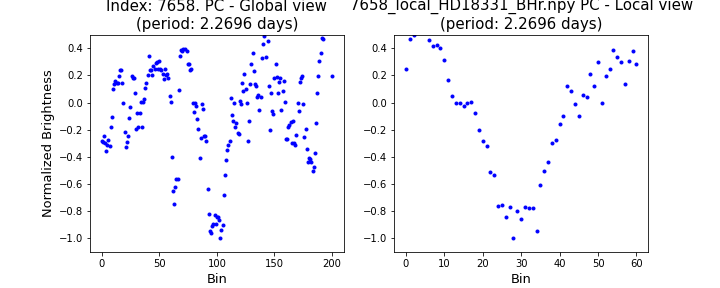 Index: 7658. PC - Global view
(period: 2.2696 days)
7658_local_HD18331_BHr.npy PC - Local view
(period: 2.2696 days)
Normalized Brightness
0.4
0.2
0.0
−0.2
−0.4
−0.6
−0.8
−1.0
0 50 100 150 200
Bin
0.4
0.2
0.0
−0.2
−0.4
−0.6
−0.8
−1.0
0 10 20 30 40 50 60
Bin